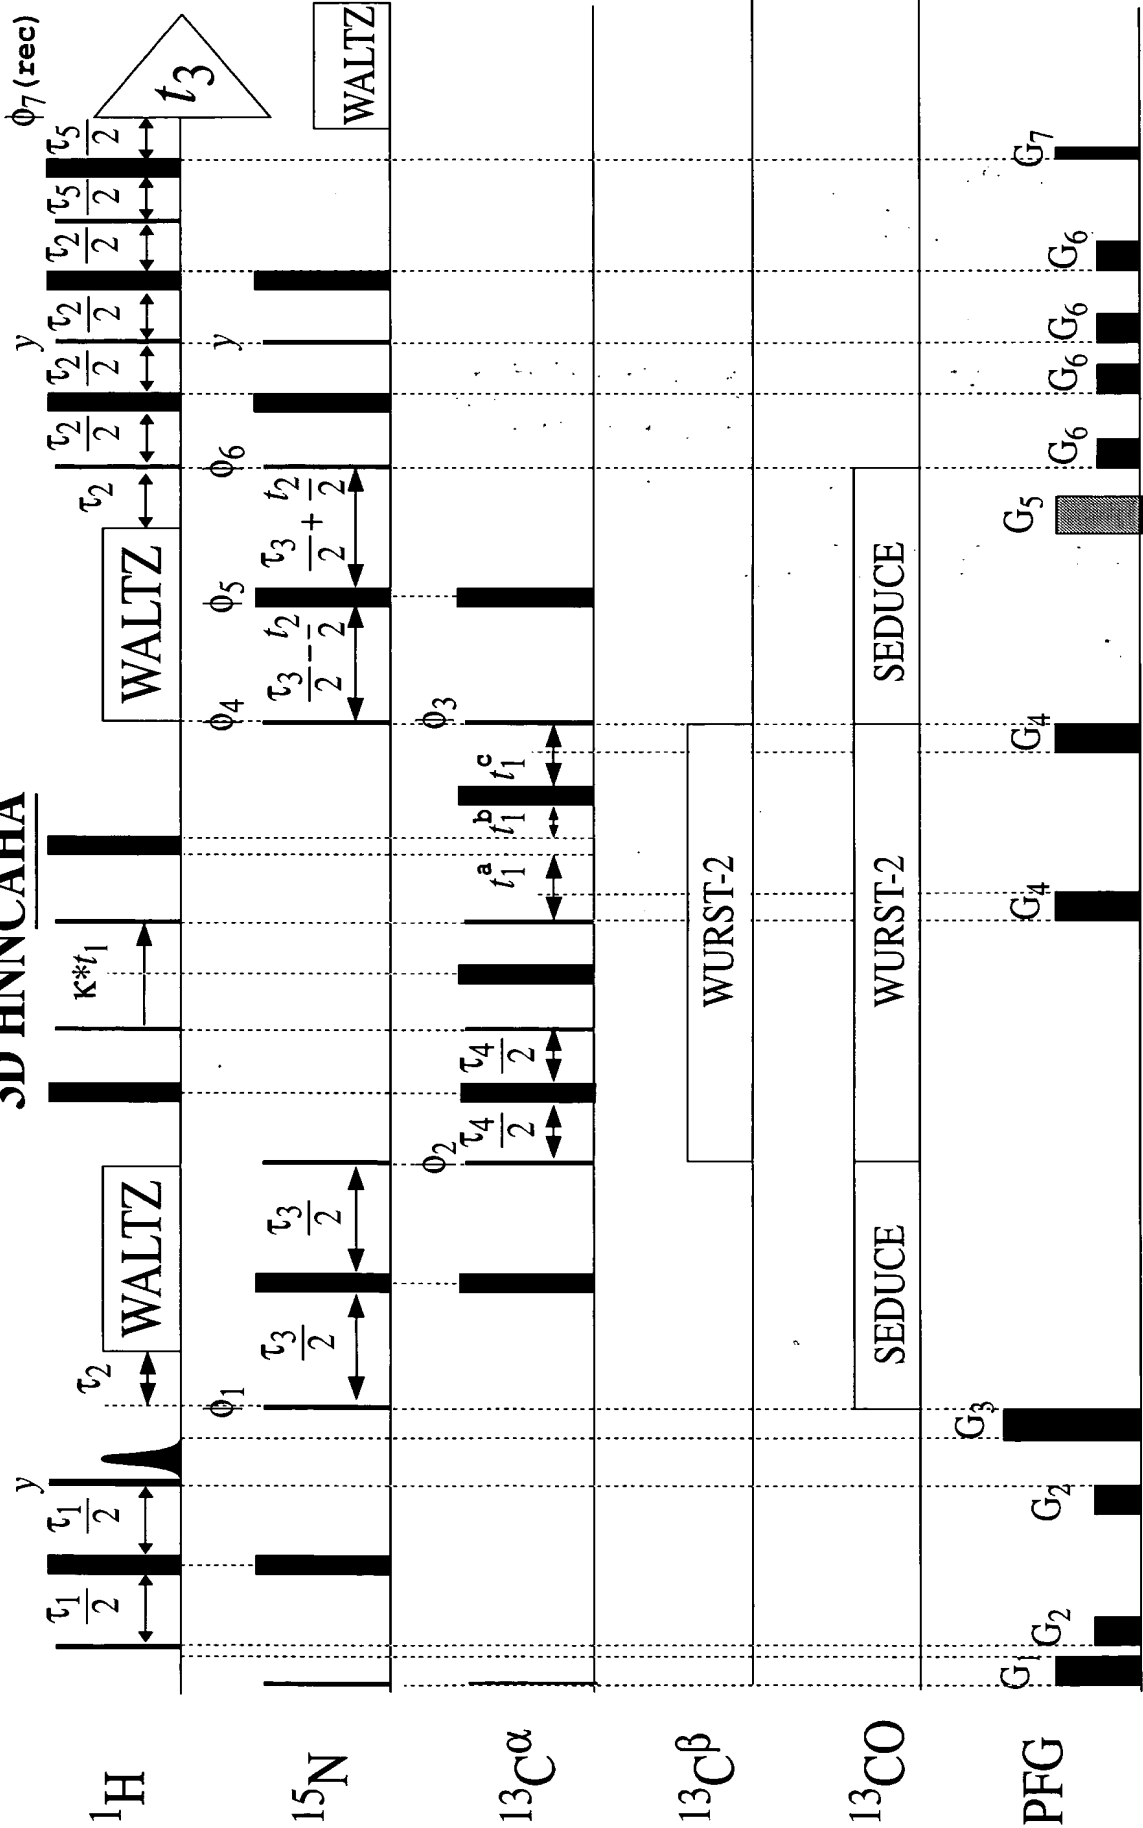 3D HNNCAHA
¹H
τ₁/2
τ₁/2
y
τ₂
WALTZ
κ*t₁
WALTZ
τ₂
τ₂/2
τ₂/2
y
τ₂/2
τ₂/2
τ₅/2
τ₅/2
t₃
ϕ₇(rec)
¹⁵N
ϕ₁
τ₃/2
τ₃/2
ϕ₄
τ₃/2 − t₂/2
ϕ₅
τ₃/2 + t₂/2
ϕ₆
y
WALTZ
¹³Cᵅ
ϕ₂
τ₄/2
τ₄/2
t₁ᵃ
t₁ᵇ
t₁ᶜ
ϕ₃
¹³Cᵝ
WURST-2
¹³CO
SEDUCE
WURST-2
SEDUCE
PFG
G₁
G₂
G₂
G₃
G₄
G₄
G₅
G₆
G₆
G₆
G₆
G₇